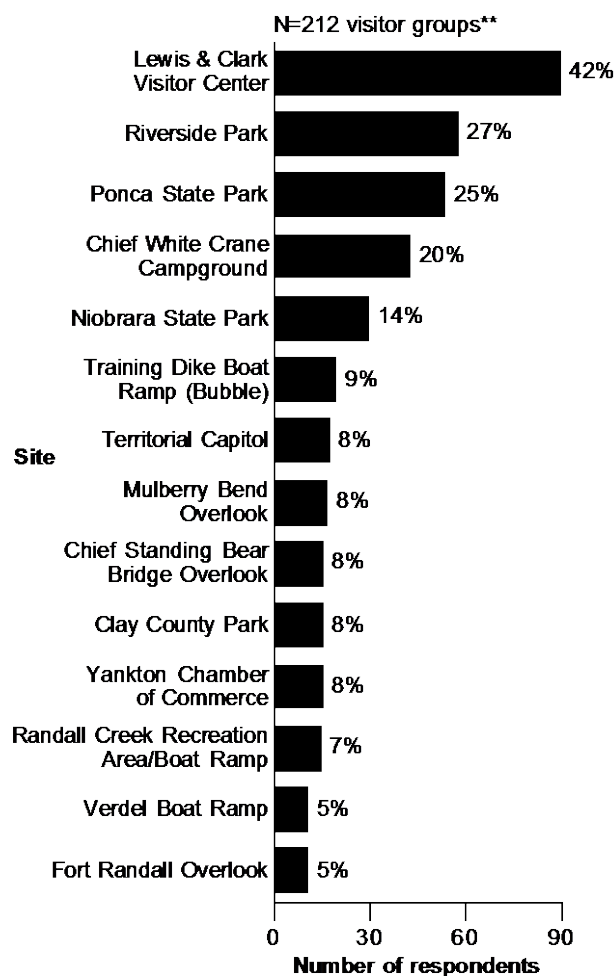 N=212 visitor groups**
Lewis & Clark
Visitor Center
42%
Riverside Park
27%
Ponca State Park
25%
Chief White Crane
Campground
20%
Niobrara State Park
14%
Training Dike Boat
Ramp (Bubble)
9%
Territorial Capitol
8%
Site
Mulberry Bend
Overlook
8%
Chief Standing Bear
Bridge Overlook
8%
Clay County Park
8%
Yankton Chamber
of Commerce
8%
Randall Creek Recreation
Area/Boat Ramp
7%
Verdel Boat Ramp
5%
Fort Randall Overlook
5%
0 30 60 90
Number of respondents